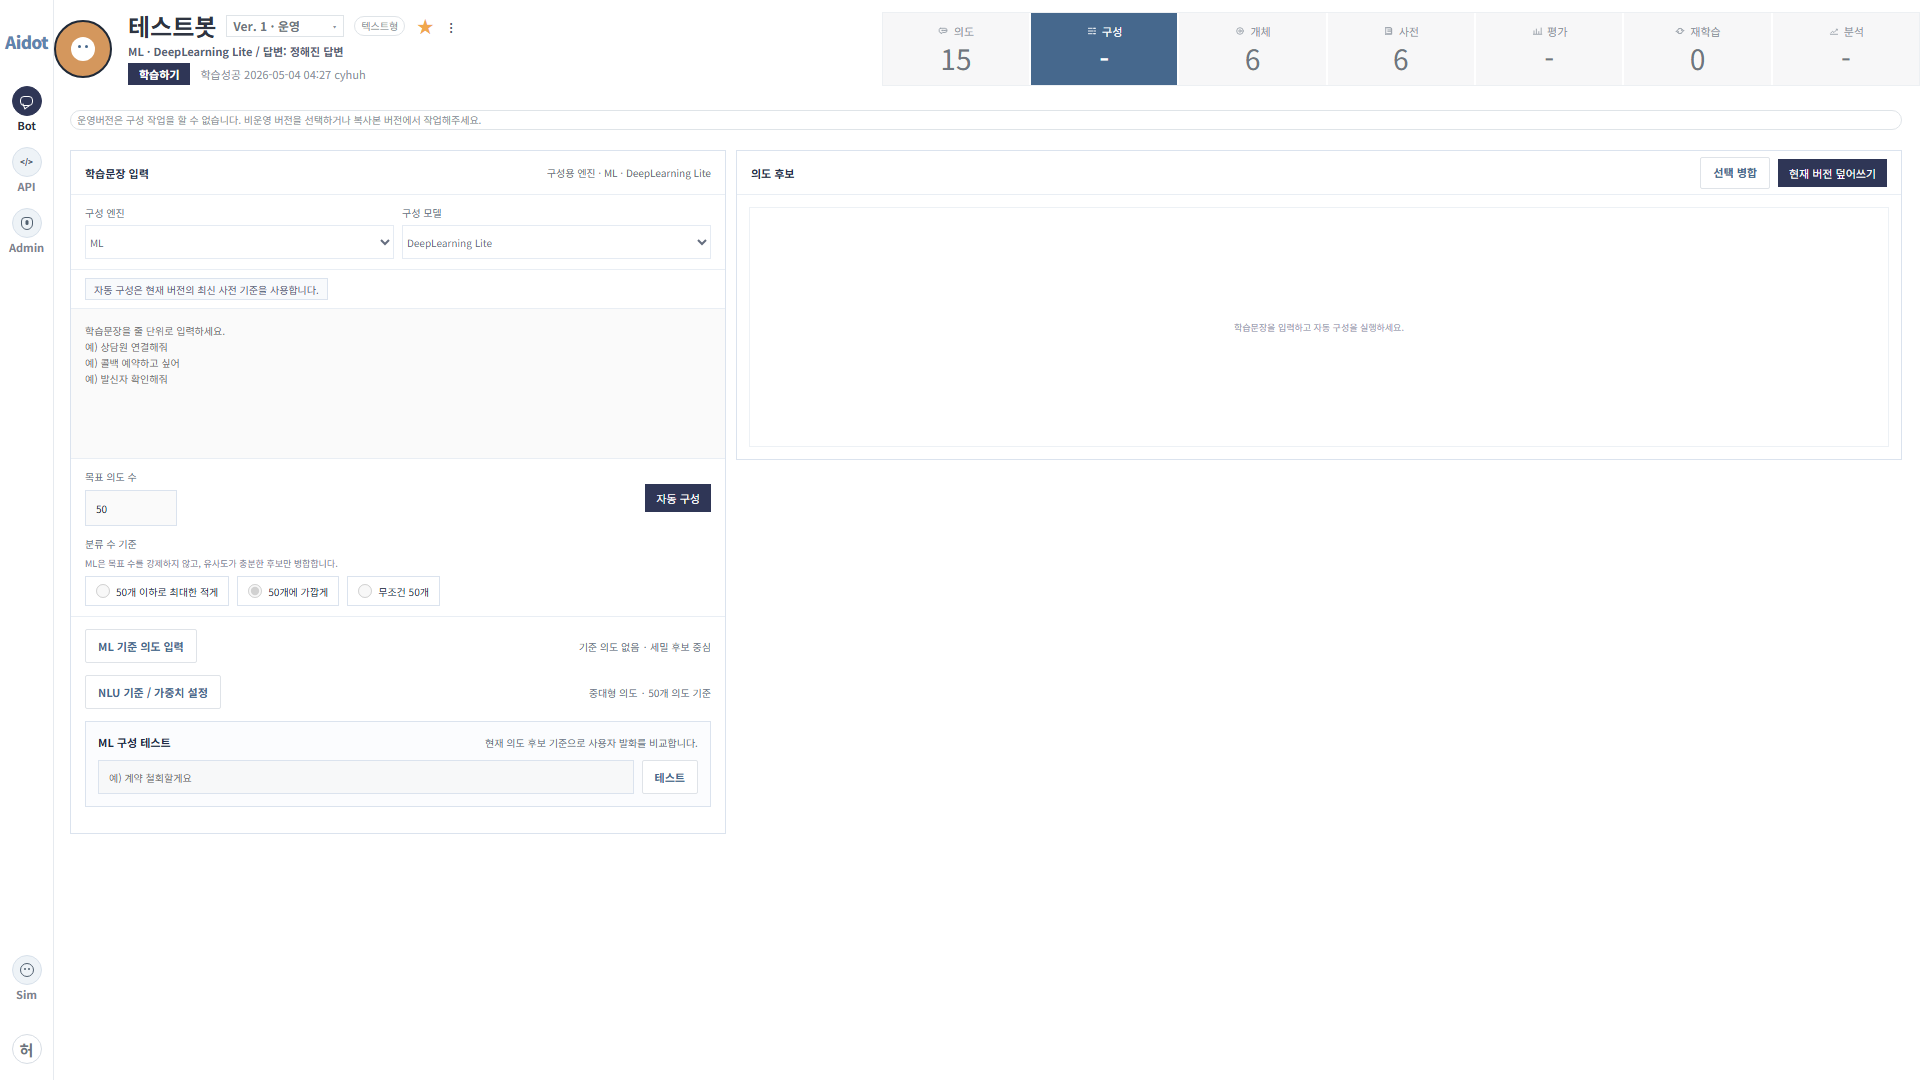 Aidot
Bot
</>
API
Admin
Sim
허
테스트봇
Ver. 1 · 운영
텍스트형
ML · DeepLearning Lite / 답변: 정해진 답변
학습하기
학습성공 2026-05-04 04:27 cyhuh
의도
15
구성
-
개체
6
사전
6
평가
-
재학습
0
분석
-
운영버전은 구성 작업을 할 수 없습니다. 비운영 버전을 선택하거나 복사본 버전에서 작업해주세요.
학습문장 입력
구성용 엔진 · ML · DeepLearning Lite
구성 엔진
구성 모델
ML
DeepLearning Lite
자동 구성은 현재 버전의 최신 사전 기준을 사용합니다.
학습문장을 줄 단위로 입력하세요.
예) 상담원 연결해줘
예) 콜백 예약하고 싶어
예) 발신자 확인해줘
목표 의도 수
50
자동 구성
분류 수 기준
ML은 목표 수를 강제하지 않고, 유사도가 충분한 후보만 병합합니다.
50개 이하로 최대한 적게
50개에 가깝게
무조건 50개
ML 기준 의도 입력
기준 의도 없음 · 세밀 후보 중심
NLU 기준 / 가중치 설정
중대형 의도 · 50개 의도 기준
ML 구성 테스트
현재 의도 후보 기준으로 사용자 발화를 비교합니다.
예) 계약 철회할게요
테스트
의도 후보
선택 병합
현재 버전 덮어쓰기
학습문장을 입력하고 자동 구성을 실행하세요.